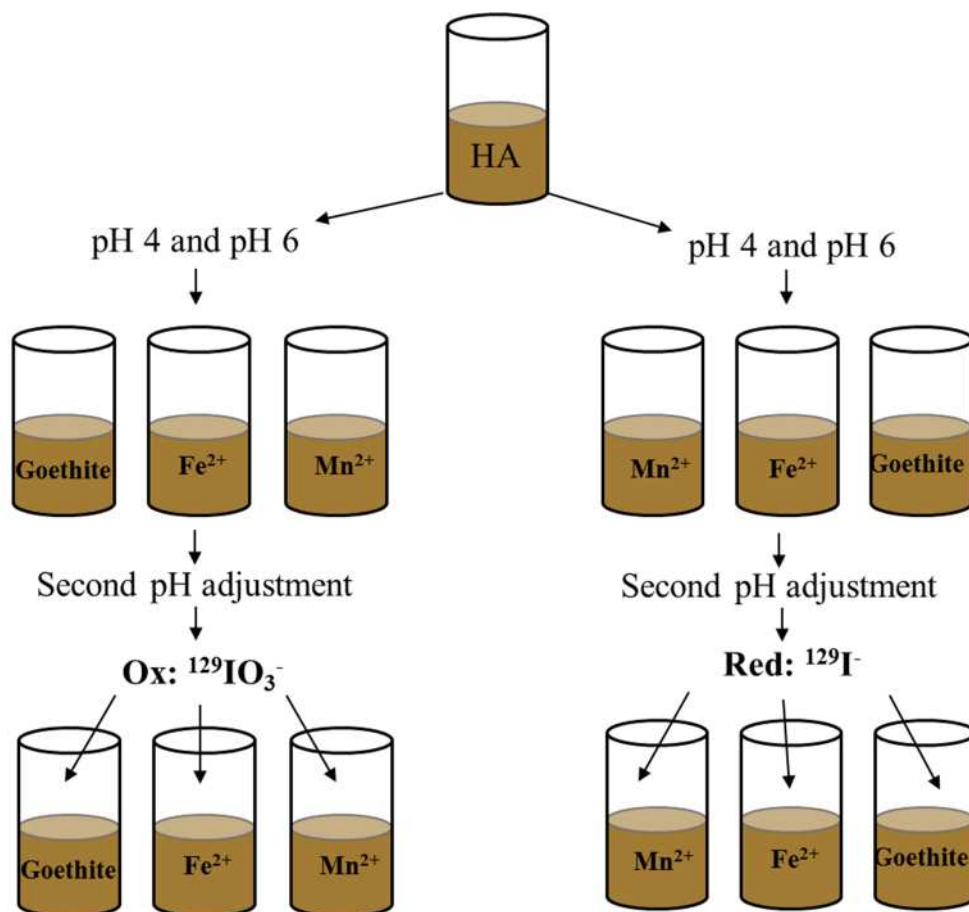 HA
pH 4 and pH 6
pH 4 and pH 6
Goethite
Fe²⁺
Mn²⁺
Mn²⁺
Fe²⁺
Goethite
Second pH adjustment
Second pH adjustment
Ox: ¹²⁹IO₃⁻
Red: ¹²⁹I⁻
Goethite
Fe²⁺
Mn²⁺
Mn²⁺
Fe²⁺
Goethite